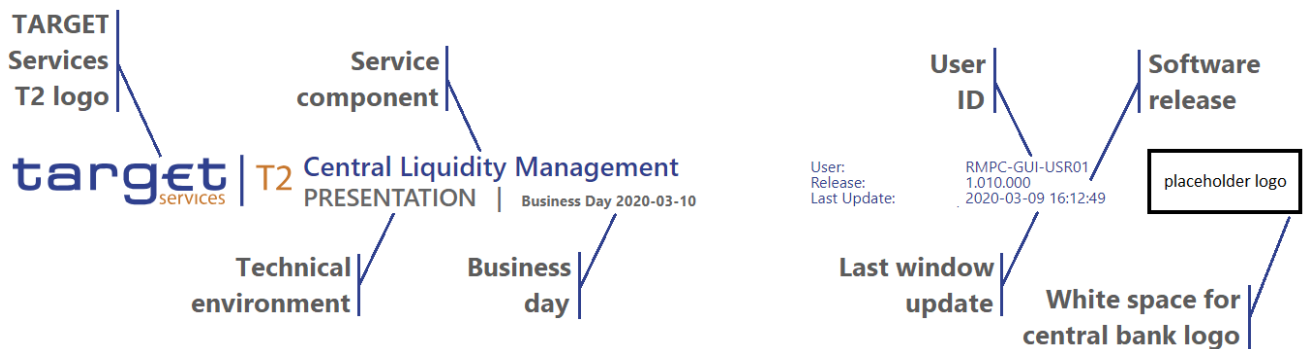 TARGET
Services
T2 logo
Service
component
User
ID
Software
release
target
services
T2
Central Liquidity Management
PRESENTATION | Business Day 2020-03-10
User: RMPC-GUI-USR01
Release: 1.010.000
Last Update: 2020-03-09 16:12:49
placeholder logo
Technical
environment
Business
day
Last window
update
White space for
central bank logo